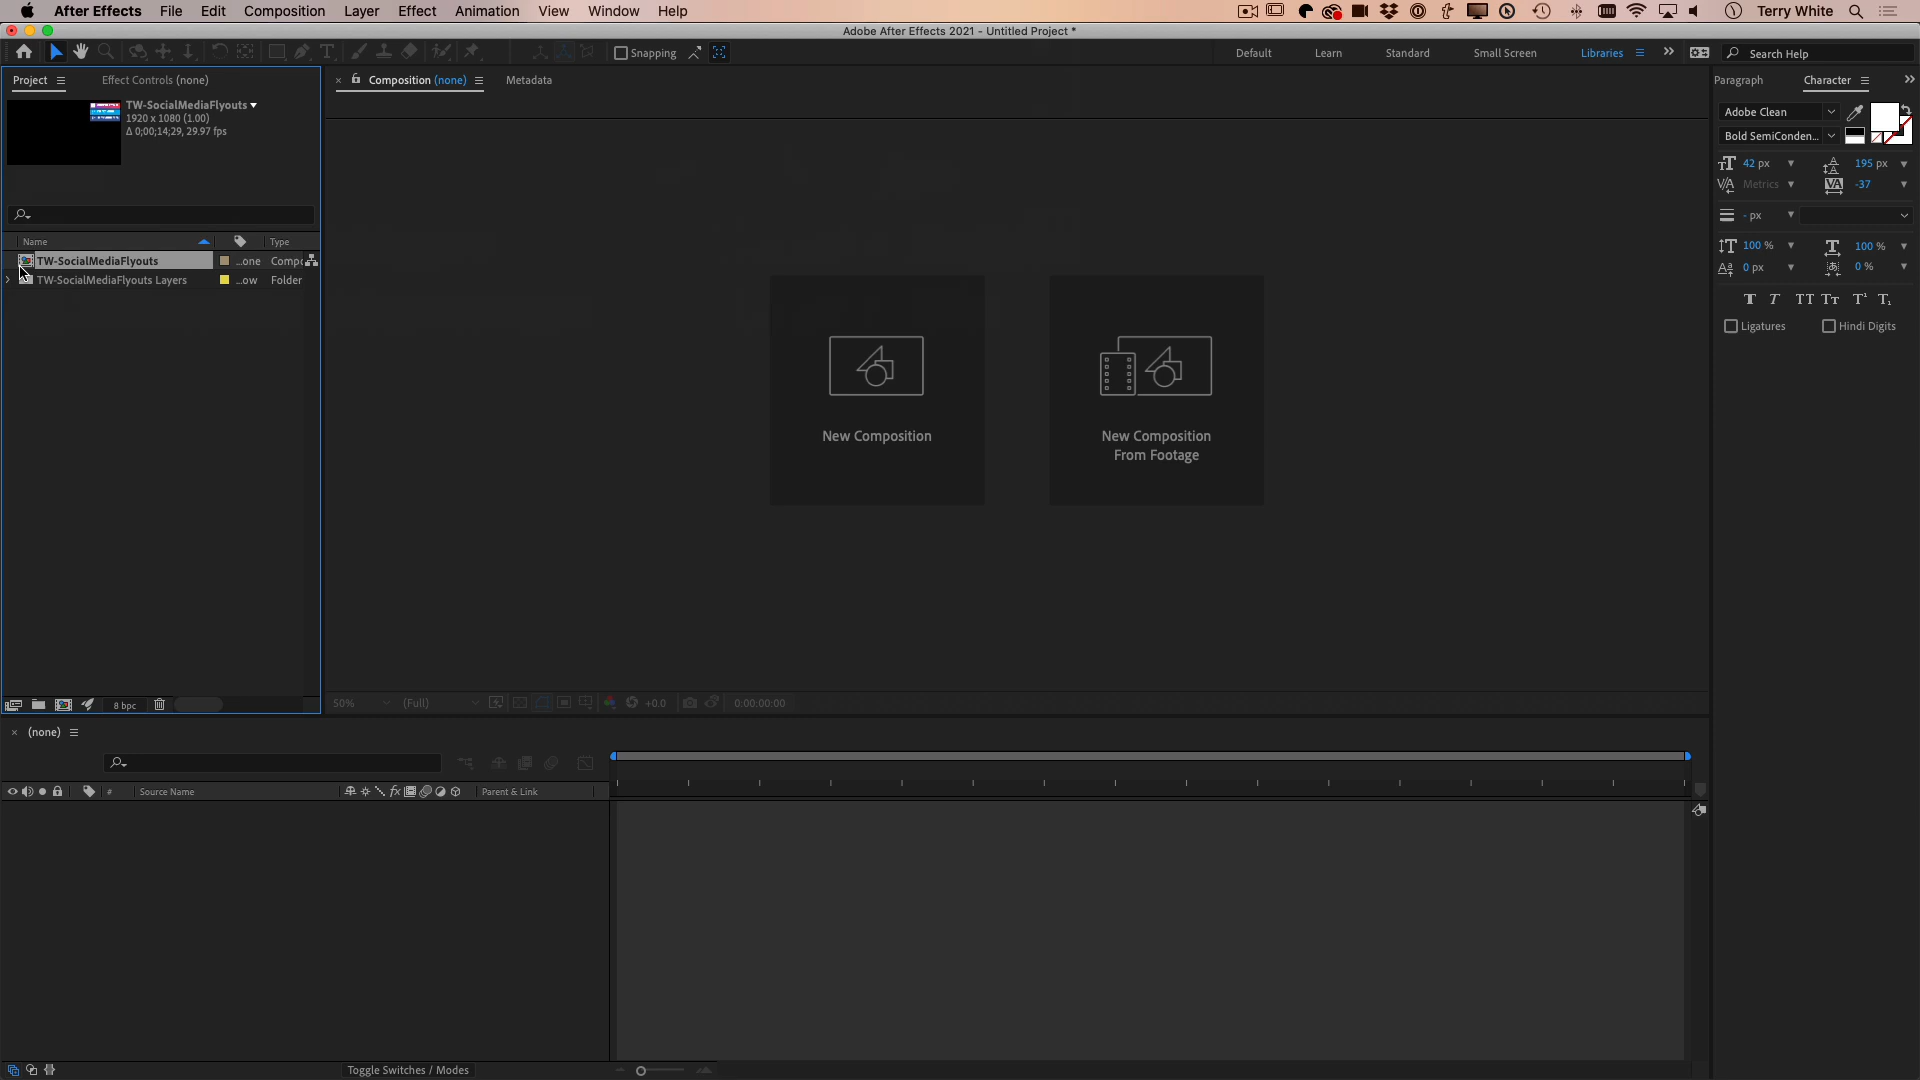 After Effects File Edit Composition Layer Effect Animation View Window Help Terry White
Adobe After Effects 2021 - Untitled Project *
Snapping Default Learn Standard Small Screen Libraries Search Help
Project Effect Controls (none) Composition (none) Metadata Paragraph Character
TW-SocialMediaFlyouts
1920 x 1080 (1.00)
Δ 0;00;14;29, 29.97 fps
Adobe Clean
Bold SemiConden...
42 px 195 px
Metrics -37
- px
100 % 100 %
0 px 0 %
Ligatures Hindi Digits
Name Type
TW-SocialMediaFlyouts ...one Compo
TW-SocialMediaFlyouts Layers ...ow Folder
New Composition
New Composition
From Footage
8 bpc
50% (Full) +0.0 0:00:00:00
(none)
# Source Name Parent & Link
Toggle Switches / Modes